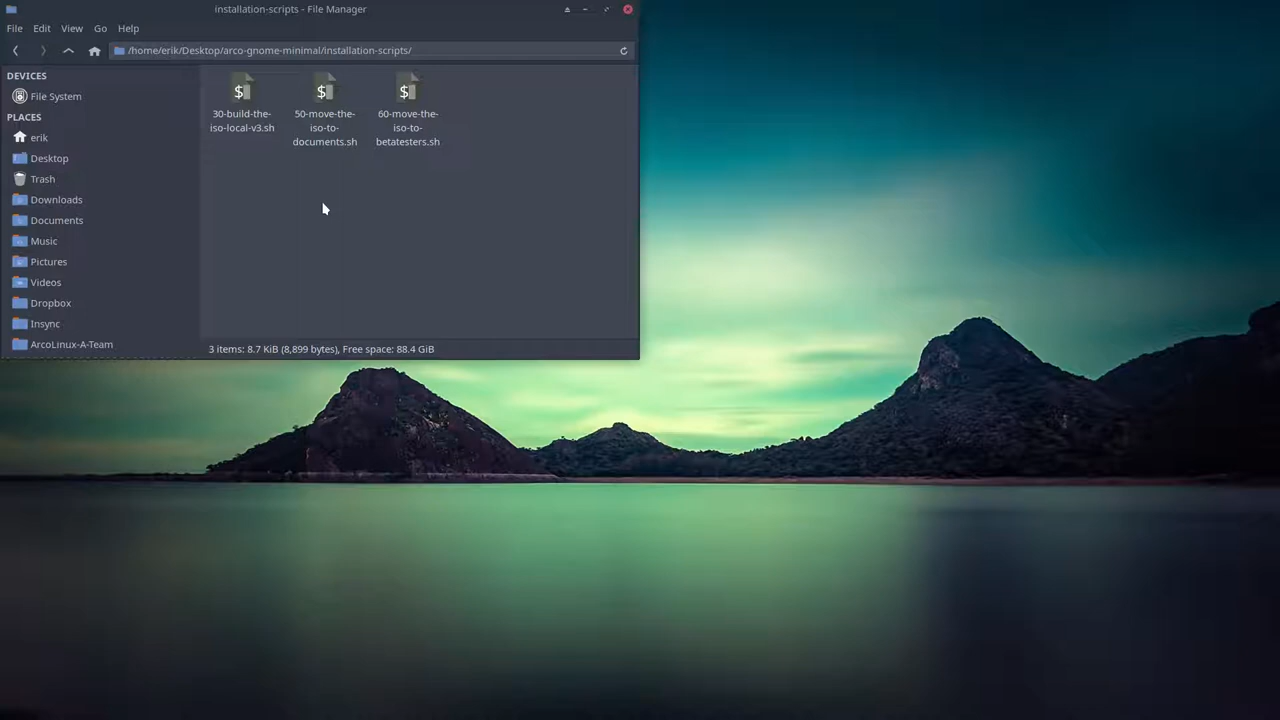 installation-scripts - File Manager
File Edit View Go Help
/home/erik/Desktop/arco-gnome-minimal/installation-scripts/
DEVICES
File System
PLACES
erik
Desktop
Trash
Downloads
Documents
Music
Pictures
Videos
Dropbox
Insync
ArcoLinux-A-Team
$
30-build-the-
iso-local-v3.sh
$
50-move-the-
iso-to-
documents.sh
$
60-move-the-
iso-to-
betatesters.sh
3 items: 8.7 KiB (8,899 bytes), Free space: 88.4 GiB